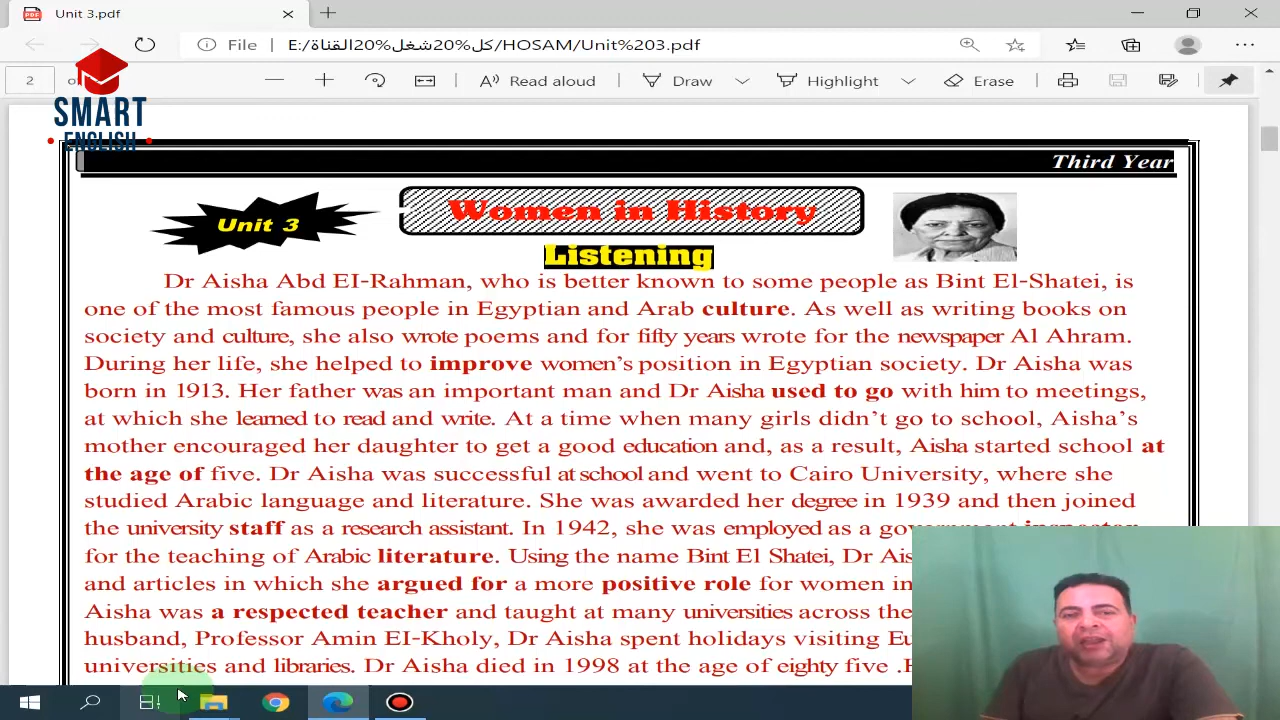 Unit 3.pdf
File E:/كل%20شغل%20القناة/HOSAM/Unit%203.pdf
2 Read aloud Draw Highlight Erase
SMART
ENGLISH
Third Year
Unit 3
Women in History
Listening
Dr Aisha Abd EI-Rahman, who is better known to some people as Bint El-Shatei, is
one of the most famous people in Egyptian and Arab culture. As well as writing books on
society and culture, she also wrote poems and for fifty years wrote for the newspaper Al Ahram.
During her life, she helped to improve women's position in Egyptian society. Dr Aisha was
born in 1913. Her father was an important man and Dr Aisha used to go with him to meetings,
at which she learned to read and write. At a time when many girls didn't go to school, Aisha's
mother encouraged her daughter to get a good education and, as a result, Aisha started school at
the age of five. Dr Aisha was successful at school and went to Cairo University, where she
studied Arabic language and literature. She was awarded her degree in 1939 and then joined
the university staff as a research assistant. In 1942, she was employed as a government inspector
for the teaching of Arabic literature. Using the name Bint El Shatei, Dr
and articles in which she argued for a more positive role for women in
Aisha was a respected teacher and taught at many universities across the
husband, Professor Amin EI-Kholy, Dr Aisha spent holidays visiting
universities and libraries. Dr Aisha died in 1998 at the age of eighty five .